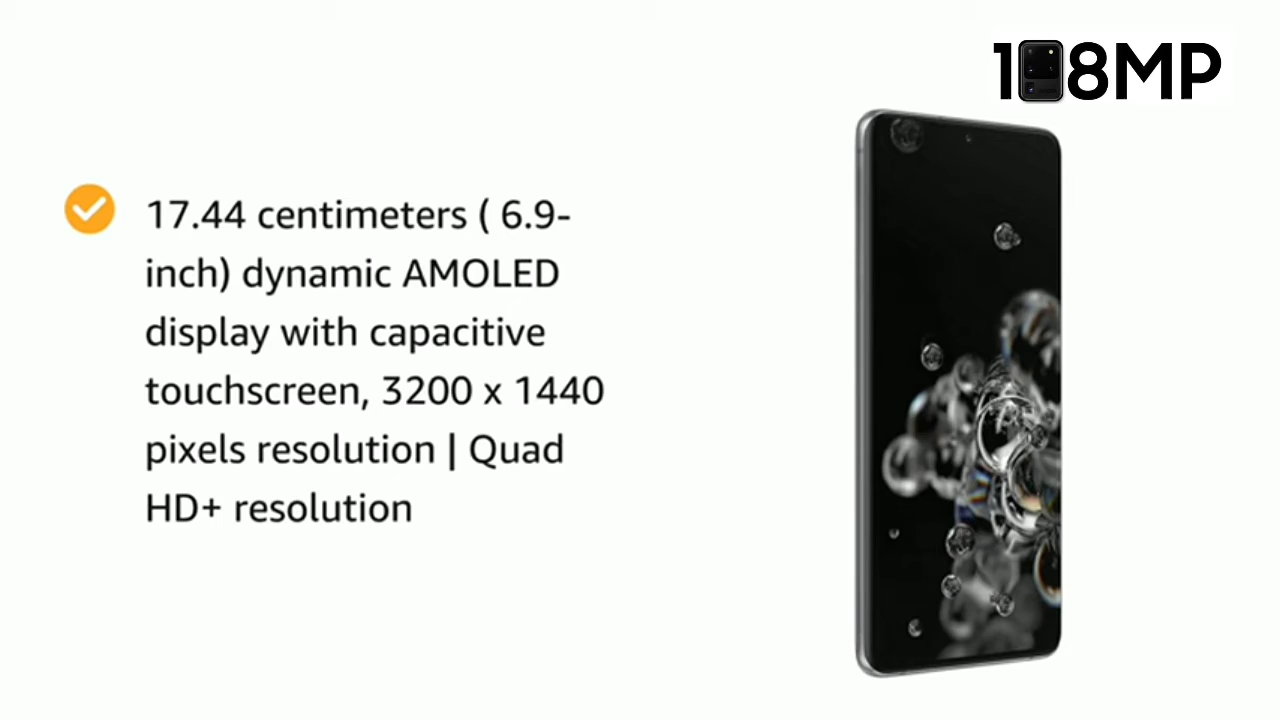 108MP
17.44 centimeters ( 6.9-
inch) dynamic AMOLED
display with capacitive
touchscreen, 3200 x 1440
pixels resolution | Quad
HD+ resolution